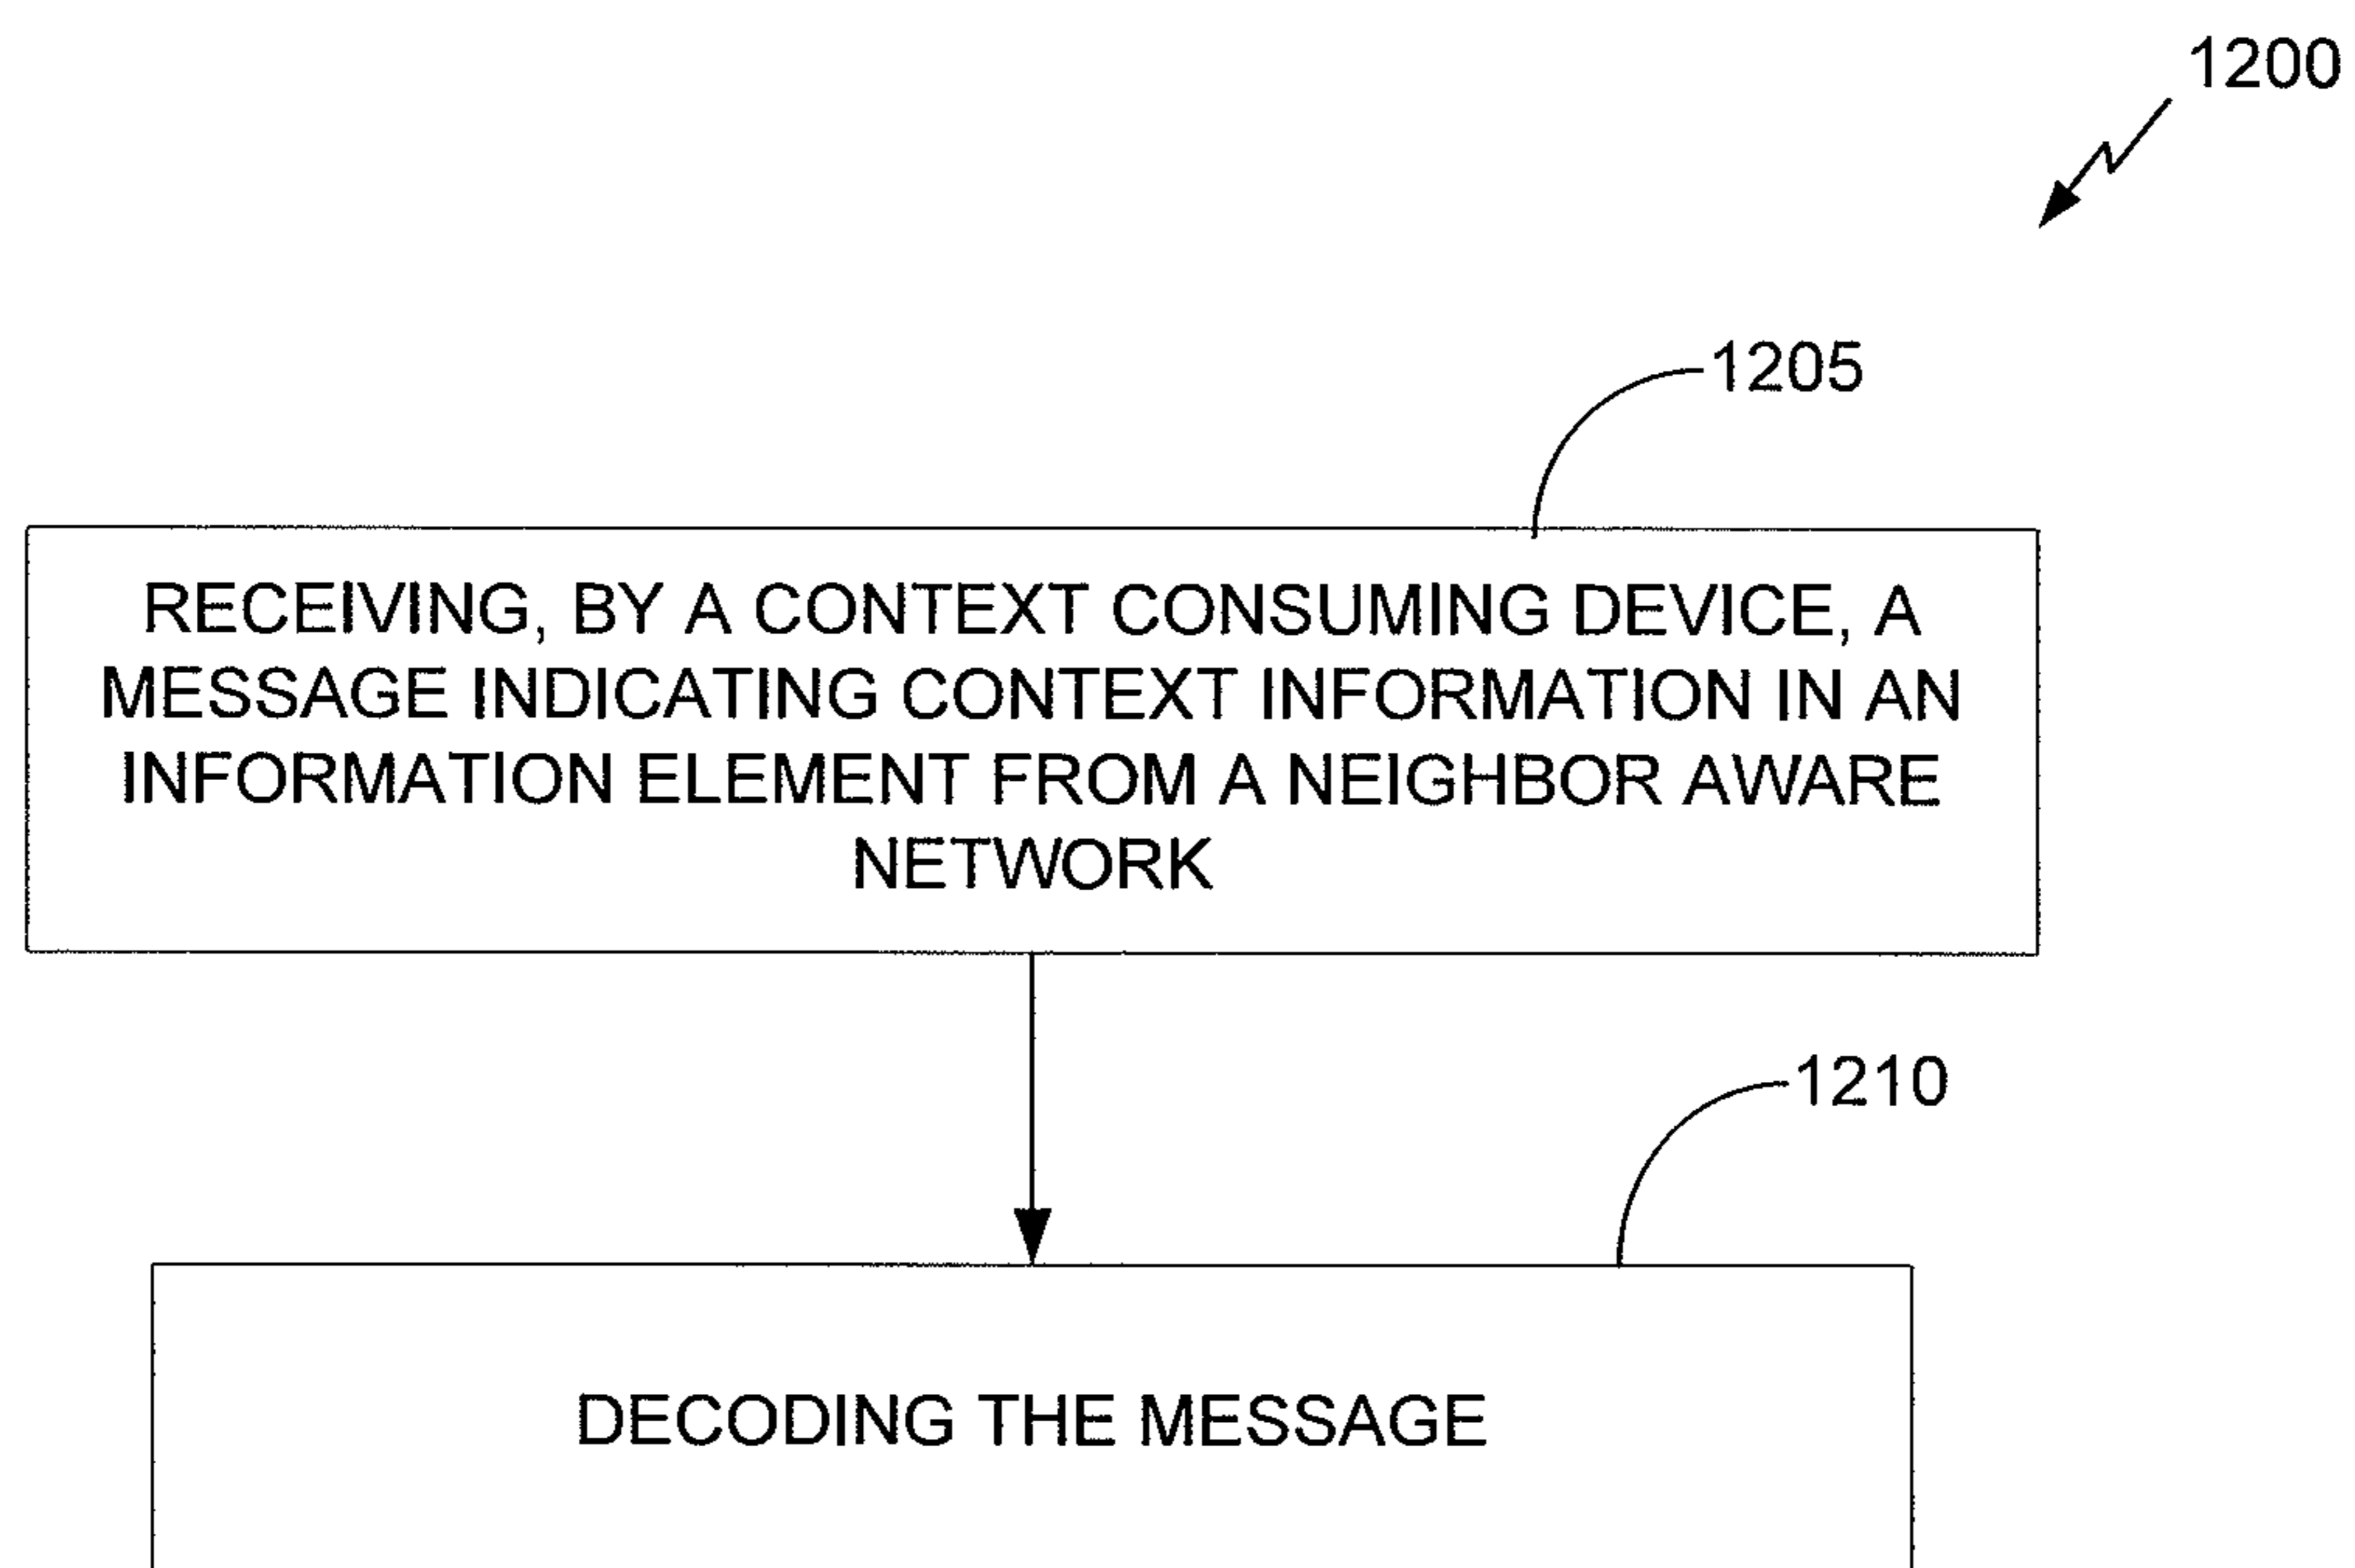 1200
1205
RECEIVING, BY A CONTEXT CONSUMING DEVICE, A
MESSAGE INDICATING CONTEXT INFORMATION IN AN
INFORMATION ELEMENT FROM A NEIGHBOR AWARE
NETWORK
1210
DECODING THE MESSAGE